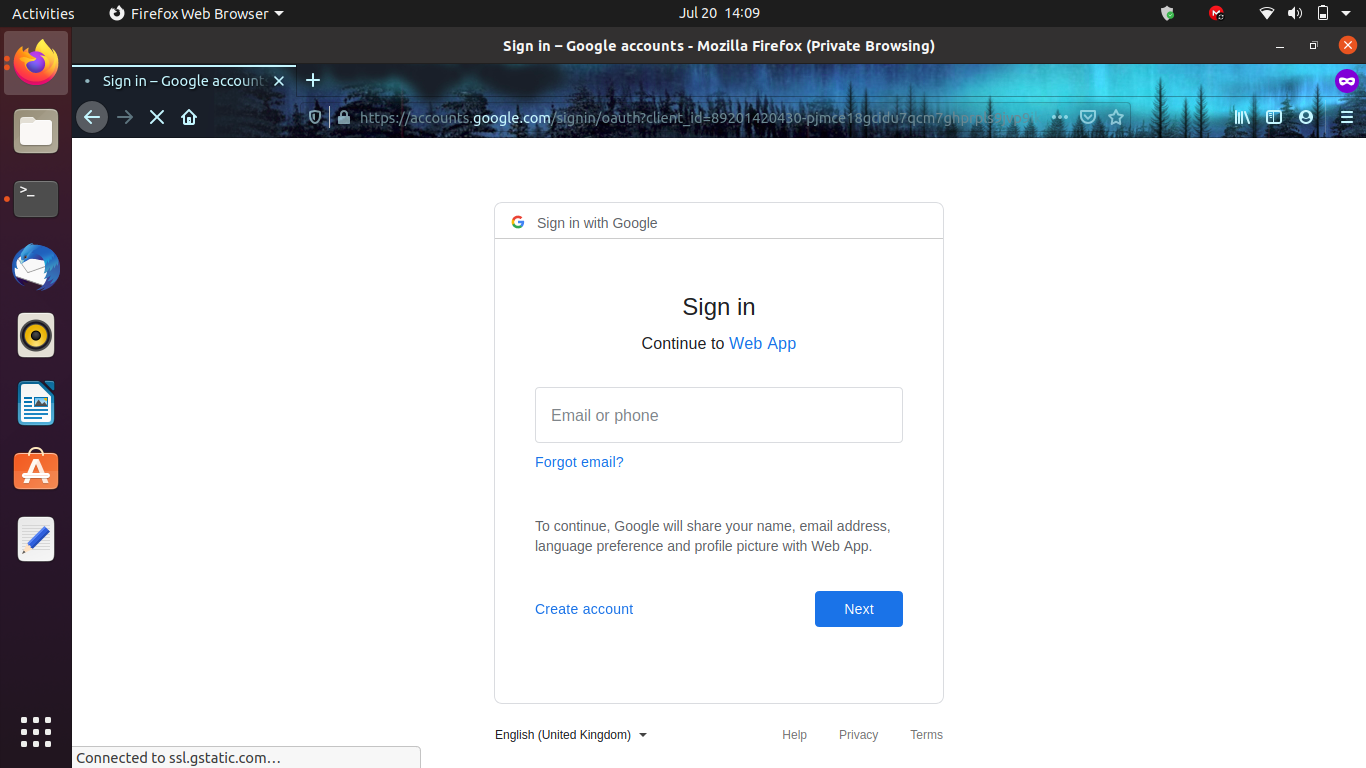 Activities
Firefox Web Browser
Jul 20 14:09
Sign in – Google accounts - Mozilla Firefox (Private Browsing)
Sign in – Google account
https://accounts.google.com/signin/oauth?client_id=
Sign in with Google
Sign in
Continue to Web App
Email or phone
Forgot email?
To continue, Google will share your name, email address,
language preference and profile picture with Web App.
Create account
Next
English (United Kingdom)
Help
Privacy
Terms
Connected to ssl.gstatic.com…